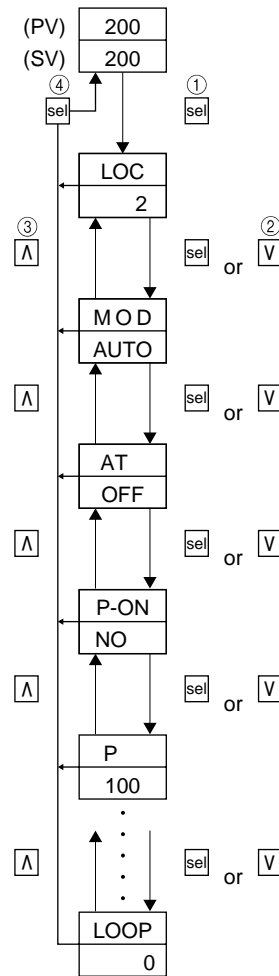 (PV) 200
(SV) 200
④ ①
sel sel
LOC
2
③ ②
∧ sel or ∨
MOD
AUTO
∧ sel or ∨
AT
OFF
∧ sel or ∨
P-ON
NO
∧ sel or ∨
P
100
∧ sel or ∨
LOOP
0